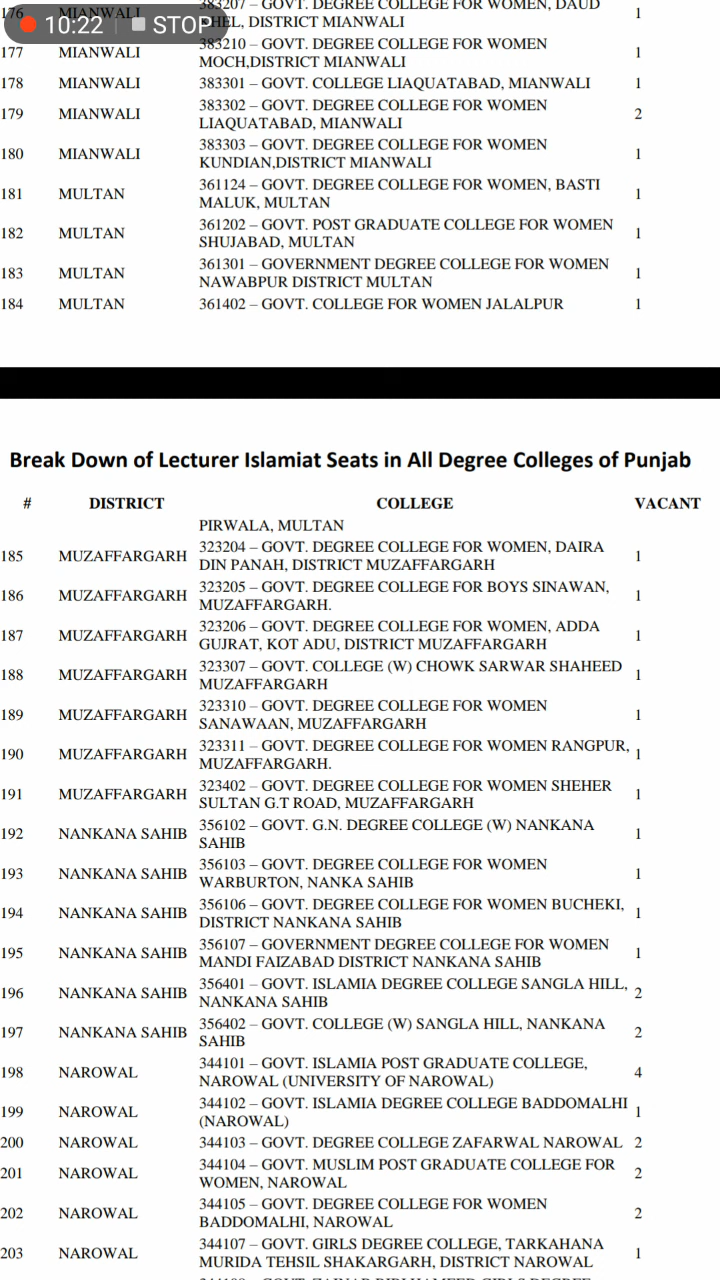 176 MIANWALI 383207 – GOVT. DEGREE COLLEGE FOR WOMEN, DAUD 1
10:22 STOP
KHEL, DISTRICT MIANWALI
177 MIANWALI 383210 – GOVT. DEGREE COLLEGE FOR WOMEN 1
MOCH,DISTRICT MIANWALI
178 MIANWALI 383301 – GOVT. COLLEGE LIAQUATABAD, MIANWALI 1
179 MIANWALI 383302 – GOVT. DEGREE COLLEGE FOR WOMEN 2
LIAQUATABAD, MIANWALI
180 MIANWALI 383303 – GOVT. DEGREE COLLEGE FOR WOMEN 1
KUNDIAN,DISTRICT MIANWALI
181 MULTAN 361124 – GOVT. DEGREE COLLEGE FOR WOMEN, BASTI 1
MALUK, MULTAN
182 MULTAN 361202 – GOVT. POST GRADUATE COLLEGE FOR WOMEN 1
SHUJABAD, MULTAN
183 MULTAN 361301 – GOVERNMENT DEGREE COLLEGE FOR WOMEN 1
NAWABPUR DISTRICT MULTAN
184 MULTAN 361402 – GOVT. COLLEGE FOR WOMEN JALALPUR 1
Break Down of Lecturer Islamiat Seats in All Degree Colleges of Punjab
# DISTRICT COLLEGE VACANT
PIRWALA, MULTAN
185 MUZAFFARGARH 323204 – GOVT. DEGREE COLLEGE FOR WOMEN, DAIRA 1
DIN PANAH, DISTRICT MUZAFFARGARH
186 MUZAFFARGARH 323205 – GOVT. DEGREE COLLEGE FOR BOYS SINAWAN, 1
MUZAFFARGARH.
187 MUZAFFARGARH 323206 – GOVT. DEGREE COLLEGE FOR WOMEN, ADDA 1
GUJRAT, KOT ADU, DISTRICT MUZAFFARGARH
188 MUZAFFARGARH 323307 – GOVT. COLLEGE (W) CHOWK SARWAR SHAHEED 1
MUZAFFARGARH
189 MUZAFFARGARH 323310 – GOVT. DEGREE COLLEGE FOR WOMEN 1
SANAWAAN, MUZAFFARGARH
190 MUZAFFARGARH 323311 – GOVT. DEGREE COLLEGE FOR WOMEN RANGPUR, 1
MUZAFFARGARH.
191 MUZAFFARGARH 323402 – GOVT. DEGREE COLLEGE FOR WOMEN SHEHER 1
SULTAN G.T ROAD, MUZAFFARGARH
192 NANKANA SAHIB 356102 – GOVT. G.N. DEGREE COLLEGE (W) NANKANA 1
SAHIB
193 NANKANA SAHIB 356103 – GOVT. DEGREE COLLEGE FOR WOMEN 1
WARBURTON, NANKA SAHIB
194 NANKANA SAHIB 356106 – GOVT. DEGREE COLLEGE FOR WOMEN BUCHEKI, 1
DISTRICT NANKANA SAHIB
195 NANKANA SAHIB 356107 – GOVERNMENT DEGREE COLLEGE FOR WOMEN 1
MANDI FAIZABAD DISTRICT NANKANA SAHIB
196 NANKANA SAHIB 356401 – GOVT. ISLAMIA DEGREE COLLEGE SANGLA HILL, 2
NANKANA SAHIB
197 NANKANA SAHIB 356402 – GOVT. COLLEGE (W) SANGLA HILL, NANKANA 2
SAHIB
198 NAROWAL 344101 – GOVT. ISLAMIA POST GRADUATE COLLEGE, 4
NAROWAL (UNIVERSITY OF NAROWAL)
199 NAROWAL 344102 – GOVT. ISLAMIA DEGREE COLLEGE BADDOMALHI 1
(NAROWAL)
200 NAROWAL 344103 – GOVT. DEGREE COLLEGE ZAFARWAL NAROWAL 2
201 NAROWAL 344104 – GOVT. MUSLIM POST GRADUATE COLLEGE FOR 2
WOMEN, NAROWAL
202 NAROWAL 344105 – GOVT. DEGREE COLLEGE FOR WOMEN 2
BADDOMALHI, NAROWAL
203 NAROWAL 344107 – GOVT. GIRLS DEGREE COLLEGE, TARKAHANA 1
MURIDA TEHSIL SHAKARGARH, DISTRICT NAROWAL